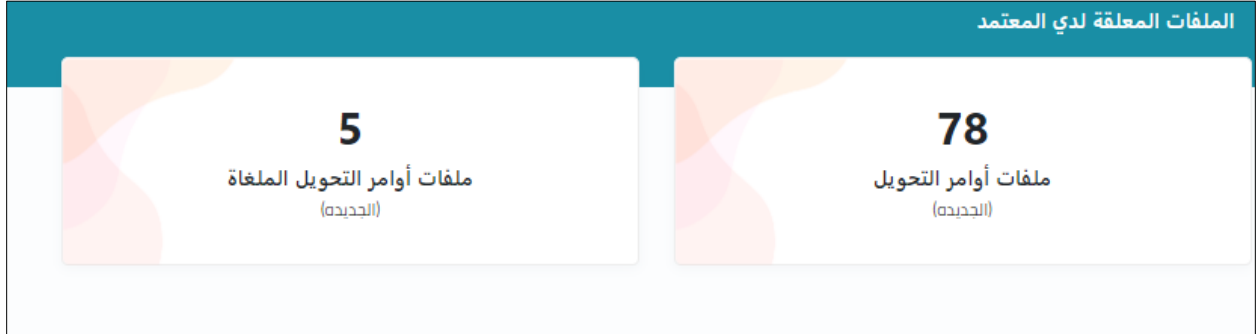 الملفات المعلقة لدي المعتمد
78
ملفات أوامر التحويل
(الجديده)
5
ملفات أوامر التحويل الملغاة
(الجديده)